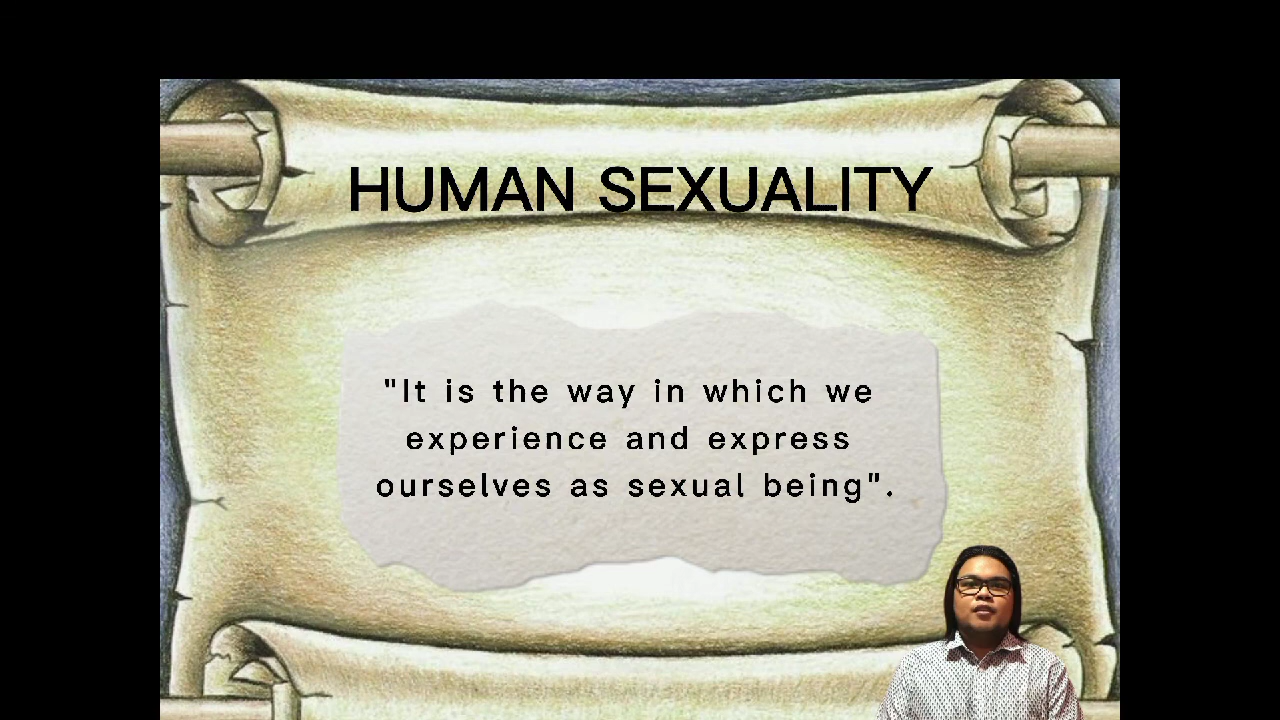 HUMAN SEXUALITY
"It is the way in which we
experience and express
ourselves as sexual being".